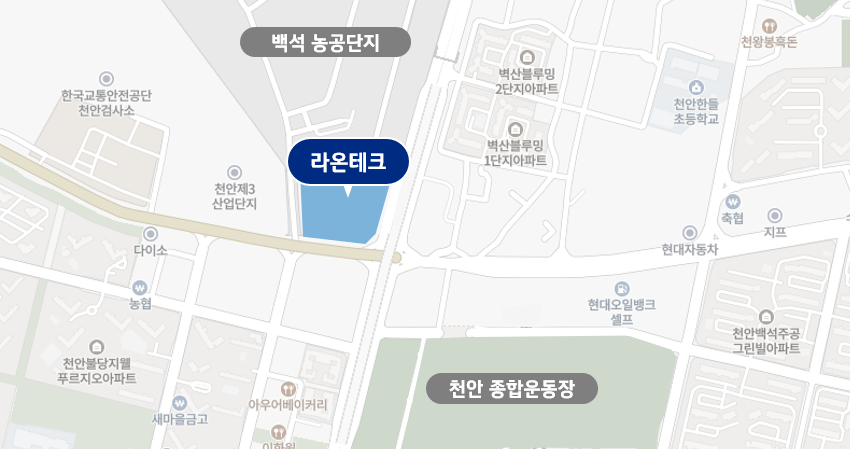 백석 농공단지
천왕봉흑돈
벽산블루밍
2단지아파트
한국교통안전공단
천안검사소
천안한들
초등학교
벽산블루밍
1단지아파트
라온테크
천안제3
산업단지
축협
지프
다이소
현대자동차
농협
현대오일뱅크
셀프
천안백석주공
그린빌아파트
천안불당지웰
푸르지오아파트
천안 종합운동장
아우어베이커리
새마을금고
이화원